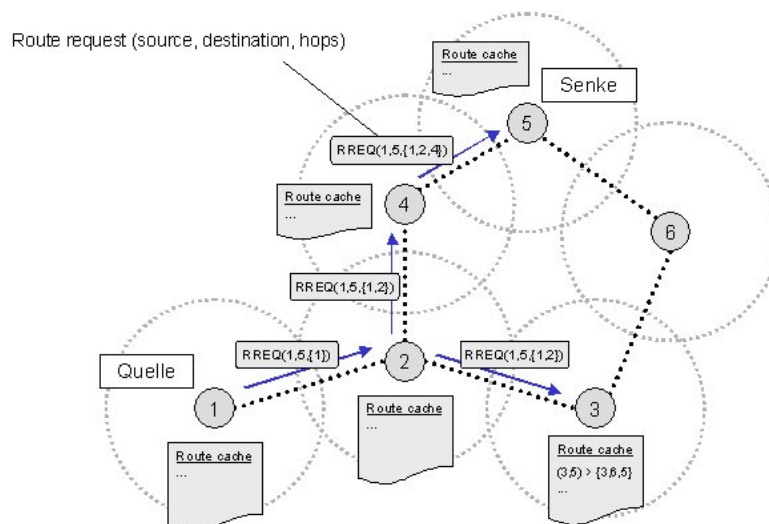 Route request (source, destination, hops)
Route cache
...
Senke
5
RREQ(1,5,{1,2,4})
Route cache
...
4
6
RREQ(1,5,{1,2})
RREQ(1,5,{1})
2
RREQ(1,5,{1,2})
Quelle
1
3
Route cache
...
Route cache
...
Route cache
(3,5) > {3,6,5}
...